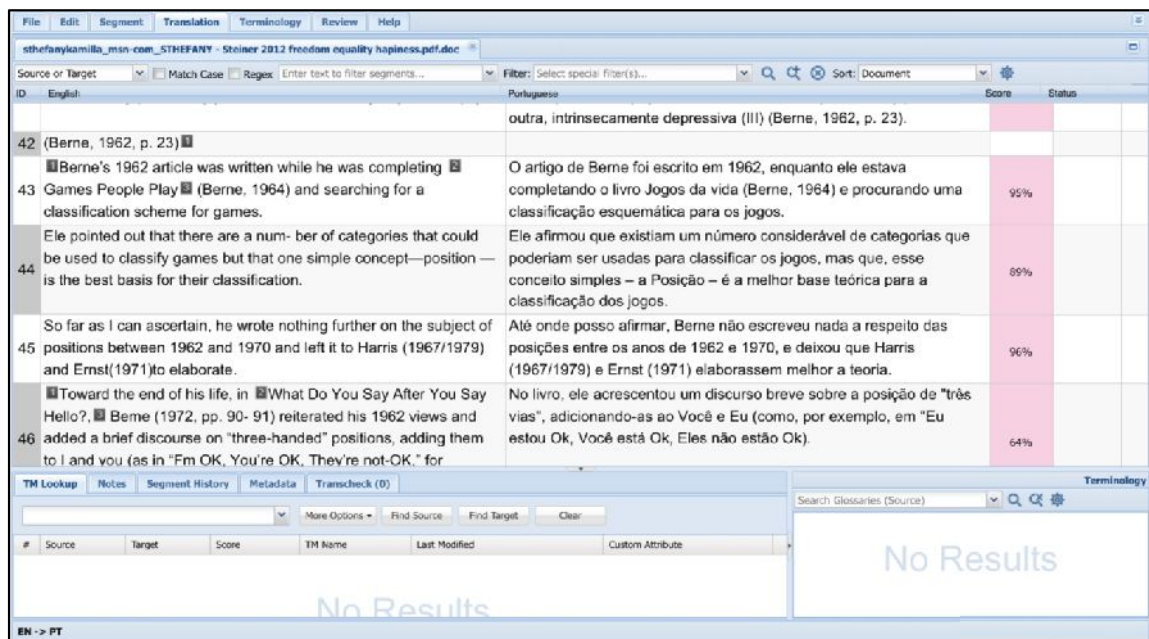 File Edit Segment Translation Terminology Review Help
sthefanykamilla_msn-com_STHEFANY - Steiner 2012 freedom equality hapiness.pdf.doc
Source or Target Match Case Regex Enter text to filter segments... Filter: Select special filter(s)... Sort: Document
ID English Portuguese Score Status
outra, intrinsecamente depressiva (III) (Berne, 1962, p. 23).
42 (Berne, 1962, p. 23) 1
1 Berne's 1962 article was written while he was completing 2
43 Games People Play 3 (Berne, 1964) and searching for a
classification scheme for games.
O artigo de Berne foi escrito em 1962, enquanto ele estava
completando o livro Jogos da vida (Berne, 1964) e procurando uma
classificação esquemática para os jogos.
95%
Ele pointed out that there are a num- ber of categories that could
be used to classify games but that one simple concept—position —
44 is the best basis for their classification.
Ele afirmou que existiam um número considerável de categorias que
poderiam ser usadas para classificar os jogos, mas que, esse
conceito simples – a Posição – é a melhor base teórica para a
classificação dos jogos.
89%
So far as I can ascertain, he wrote nothing further on the subject of
45 positions between 1962 and 1970 and left it to Harris (1967/1979)
and Ernst(1971)to elaborate.
Até onde posso afirmar, Berne não escreveu nada a respeito das
posições entre os anos de 1962 e 1970, e deixou que Harris
(1967/1979) e Ernst (1971) elaborassem melhor a teoria.
96%
1 Toward the end of his life, in 2 What Do You Say After You Say
Hello?, 3 Beme (1972, pp. 90- 91) reiterated his 1962 views and
46 added a brief discourse on “three-handed” positions, adding them
to I and you (as in “Fm OK, You're OK, They're not-OK,” for
No livro, ele acrescentou um discurso breve sobre a posição de "três
vias", adicionando-as ao Você e Eu (como, por exemplo, em "Eu
estou Ok, Você está Ok, Eles não estão Ok).
64%
TM Lookup Notes Segment History Metadata Transcheck (0)
More Options Find Source Find Target Clear
# Source Target Score TM Name Last Modified Custom Attribute
No Results
Terminology
Search Glossaries (Source)
No Results
EN -> PT